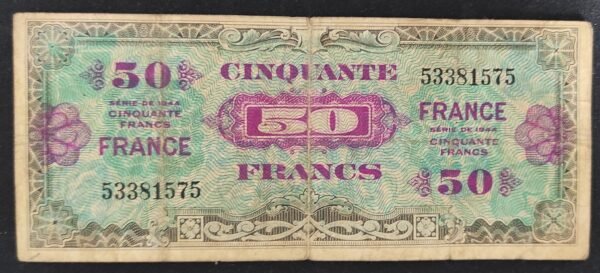 50
SÉRIE DE 1944
CINQUANTE
FRANCS
FRANCE
53381575
CINQUANTE
50
FRANCS
53381575
FRANCE
SÉRIE DE 1944
CINQUANTE
FRANCS
50